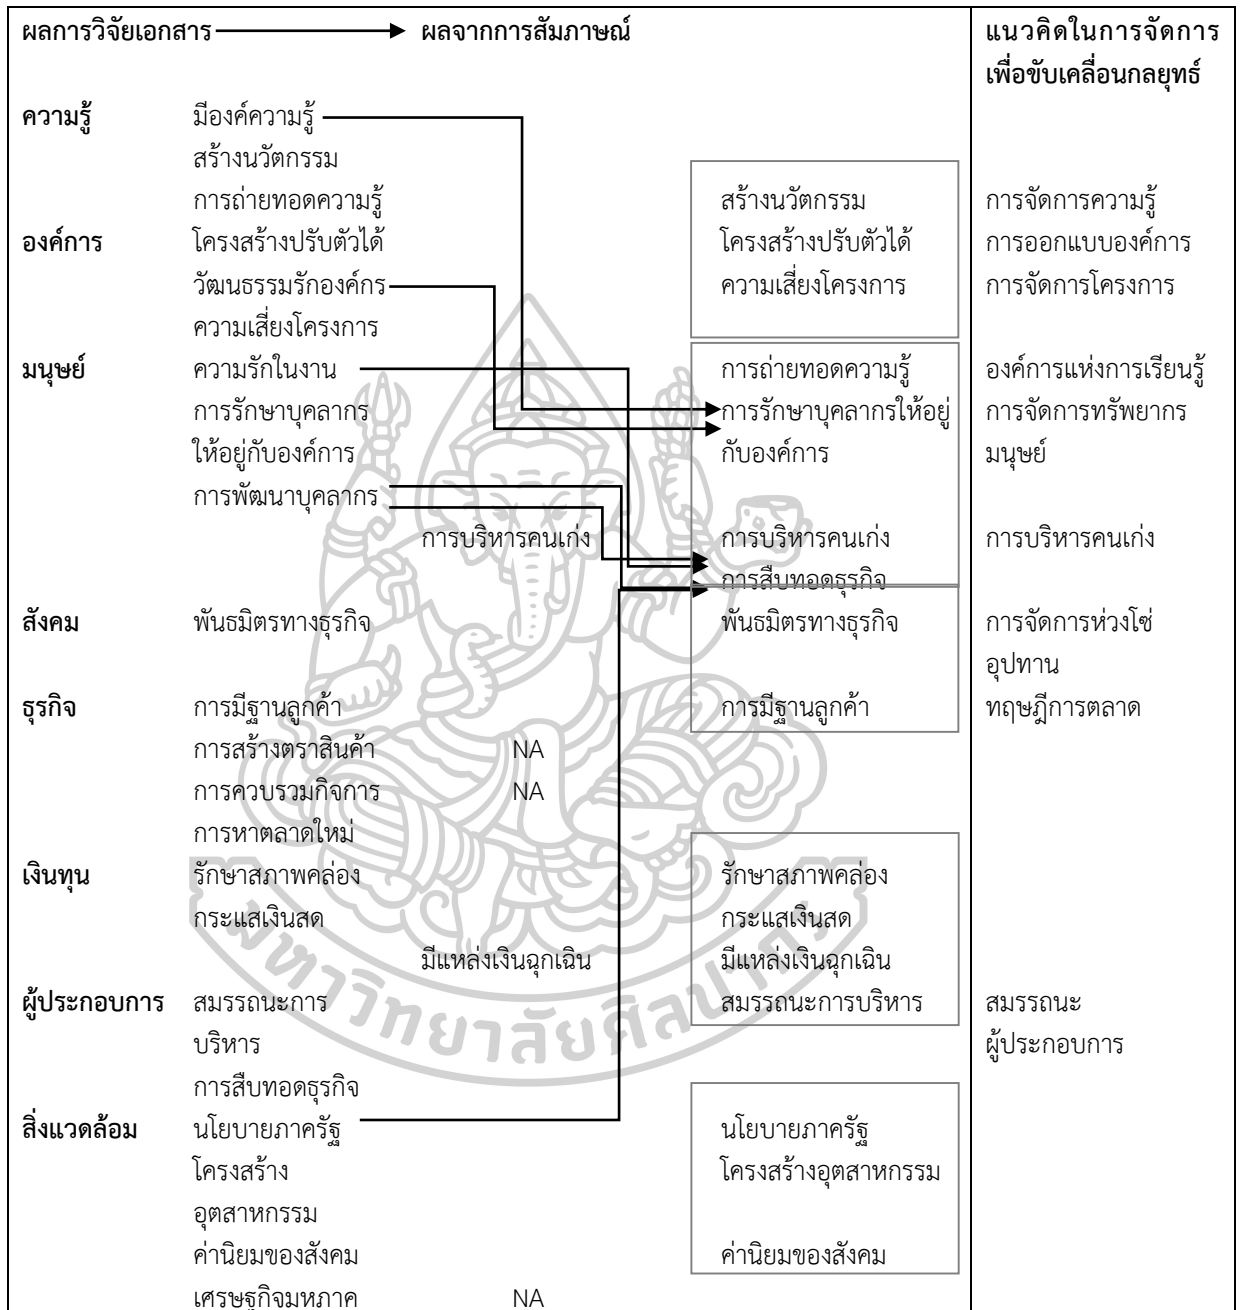 ผลการวิจัยเอกสาร ผลจากการสัมภาษณ์ แนวคิดในการจัดการ
เพื่อขับเคลื่อนกลยุทธ์
ความรู้ มีองค์ความรู้
สร้างนวัตกรรม
การถ่ายทอดความรู้ สร้างนวัตกรรม การจัดการความรู้
องค์การ โครงสร้างปรับตัวได้ โครงสร้างปรับตัวได้ การออกแบบองค์การ
วัฒนธรรมรักองค์กร ความเสี่ยงโครงการ การจัดการโครงการ
ความเสี่ยงโครงการ
มนุษย์ ความรักในงาน การถ่ายทอดความรู้ องค์การแห่งการเรียนรู้
การรักษาบุคลากร การรักษาบุคลากรให้อยู่ การจัดการทรัพยากร
ให้อยู่กับองค์การ กับองค์การ มนุษย์
การพัฒนาบุคลากร
การบริหารคนเก่ง การบริหารคนเก่ง การบริหารคนเก่ง
การสืบทอดธุรกิจ
สังคม พันธมิตรทางธุรกิจ พันธมิตรทางธุรกิจ การจัดการห่วงโซ่
อุปทาน
ธุรกิจ การมีฐานลูกค้า การมีฐานลูกค้า ทฤษฎีการตลาด
การสร้างตราสินค้า NA
การควบรวมกิจการ NA
การหาตลาดใหม่
เงินทุน รักษาสภาพคล่อง รักษาสภาพคล่อง
กระแสเงินสด กระแสเงินสด
มีแหล่งเงินฉุกเฉิน มีแหล่งเงินฉุกเฉิน
ผู้ประกอบการ สมรรถนะการ สมรรถนะการบริหาร สมรรถนะ
บริหาร ผู้ประกอบการ
การสืบทอดธุรกิจ
สิ่งแวดล้อม นโยบายภาครัฐ นโยบายภาครัฐ
โครงสร้าง โครงสร้างอุตสาหกรรม
อุตสาหกรรม
ค่านิยมของสังคม ค่านิยมของสังคม
เศรษฐกิจมหภาค NA
มหาวิทยาลัยศิลปากร